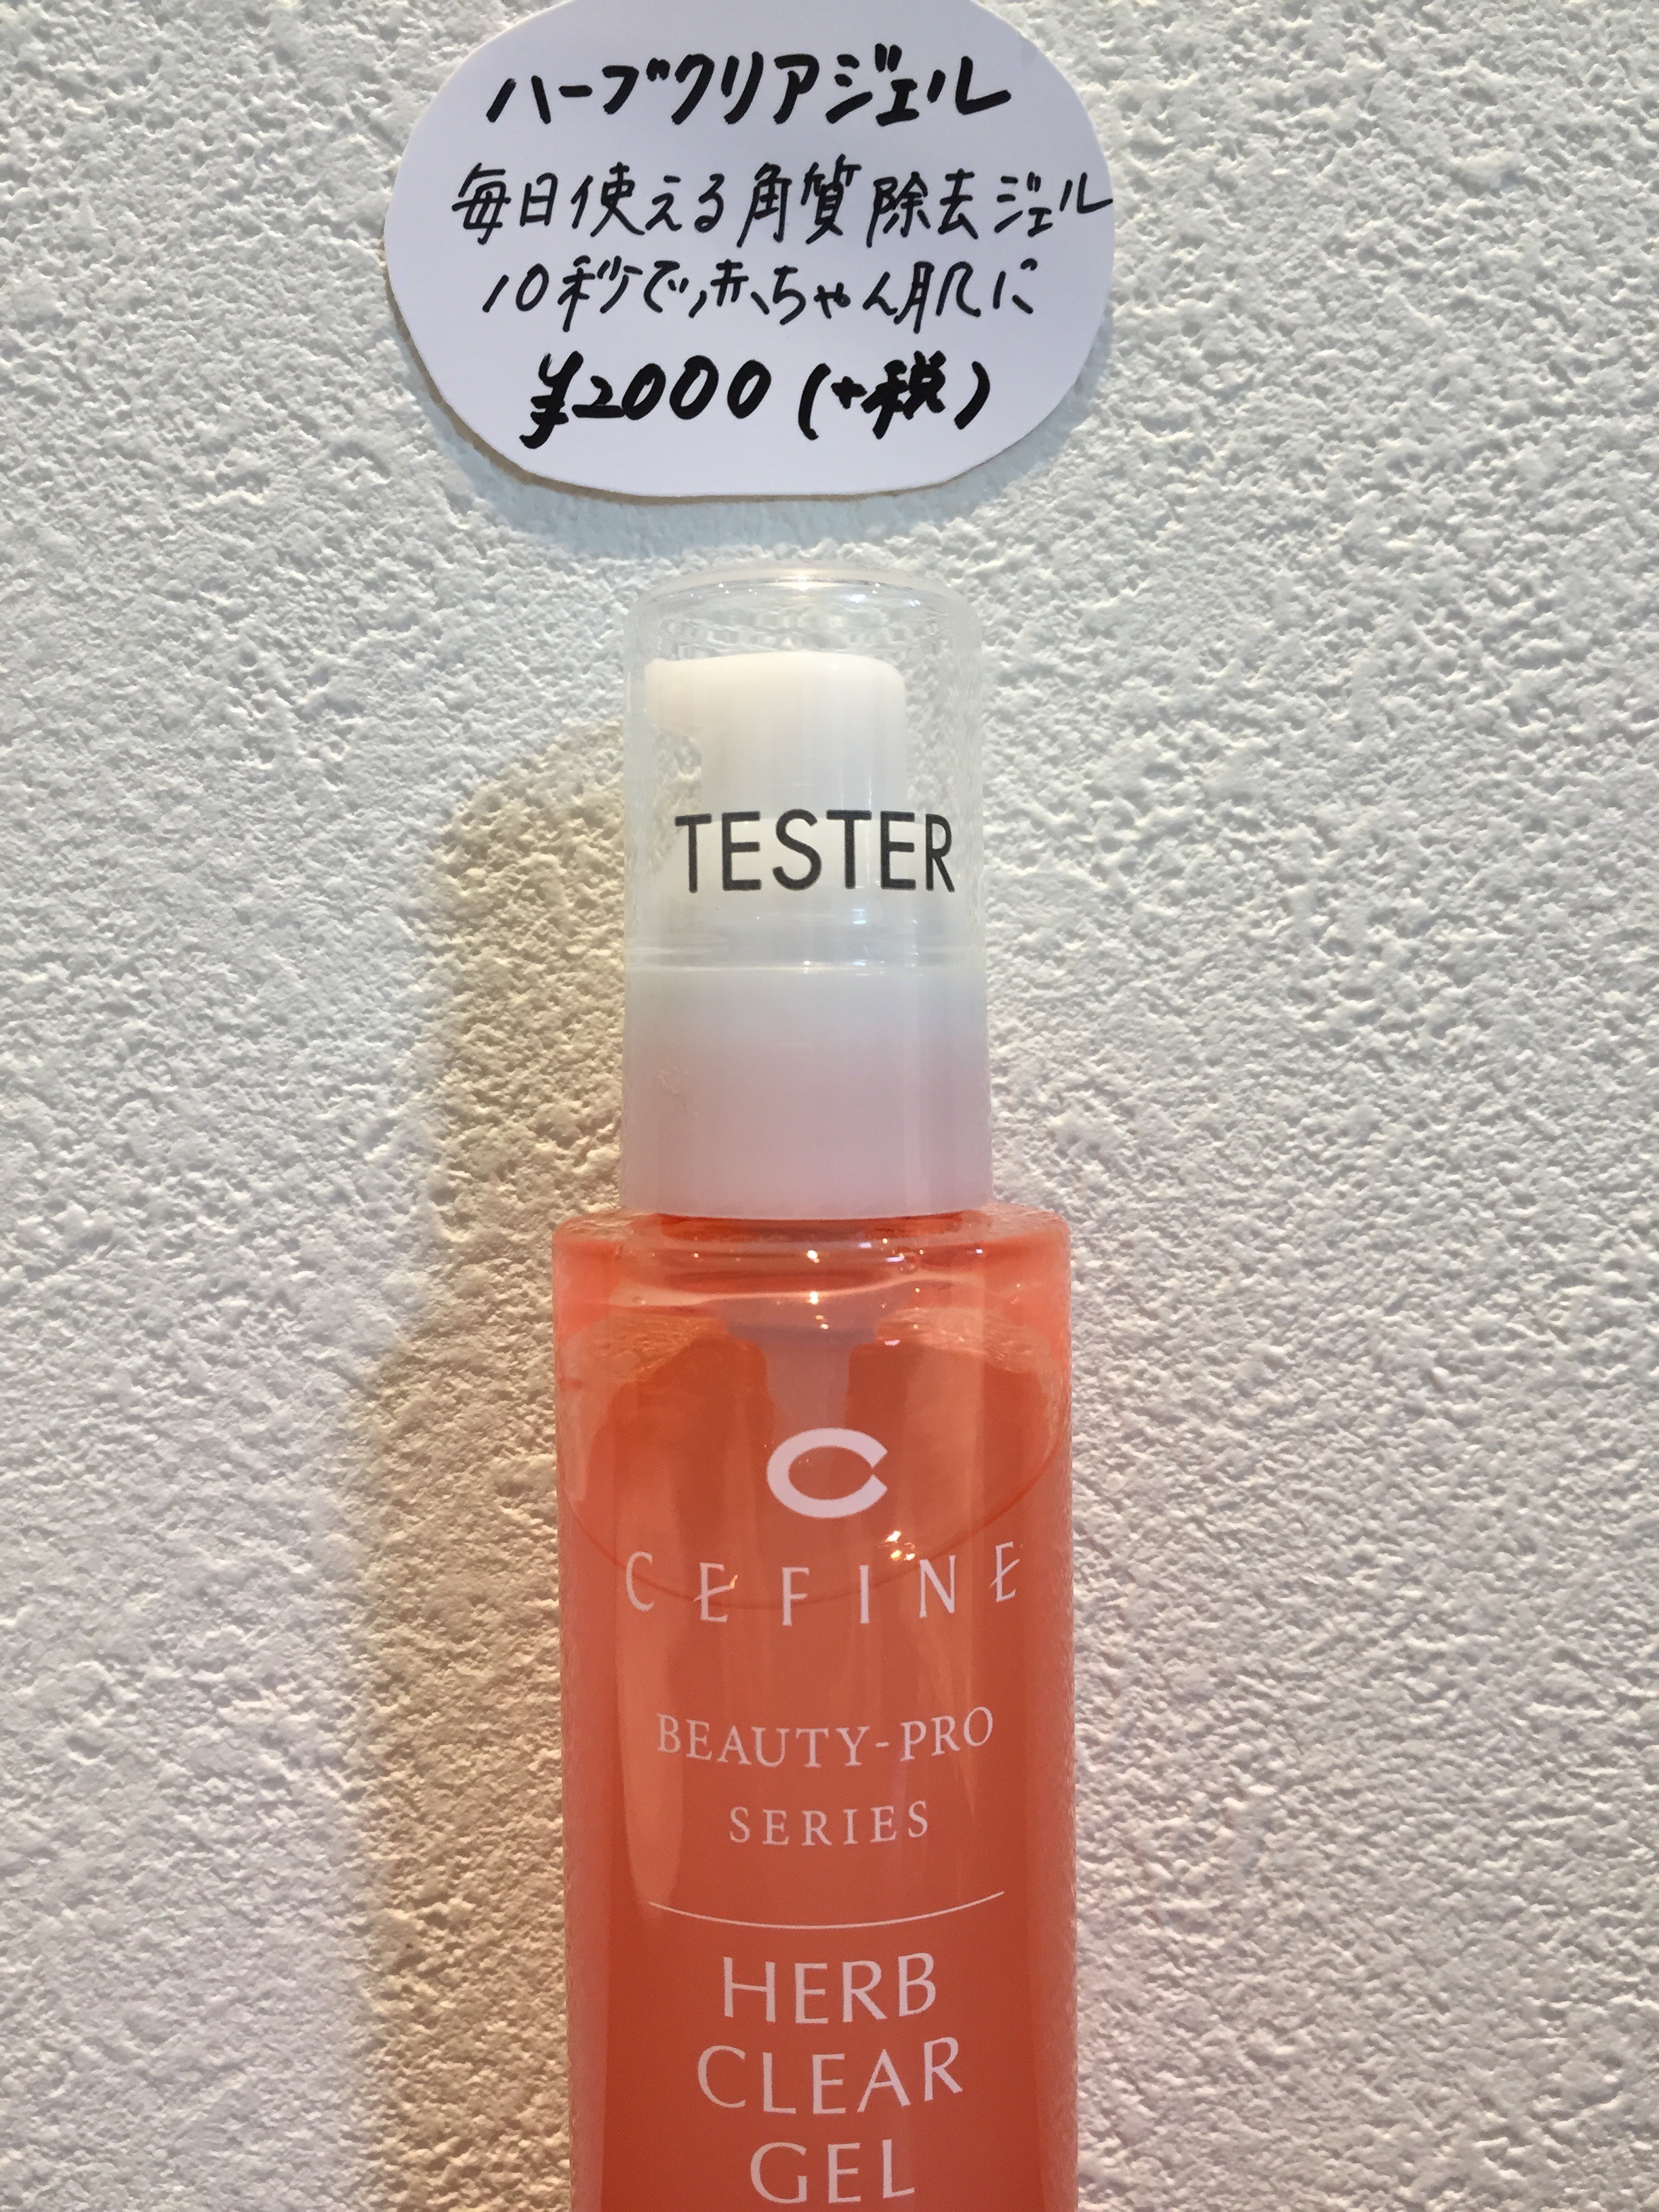 ハーブクリアジェル
毎日使える角質除去ジェル
10秒で赤ちゃん肌に
¥2000(+税)
TESTER
CEFINE
BEAUTY-PRO
SERIES
HERB
CLEAR
GEL